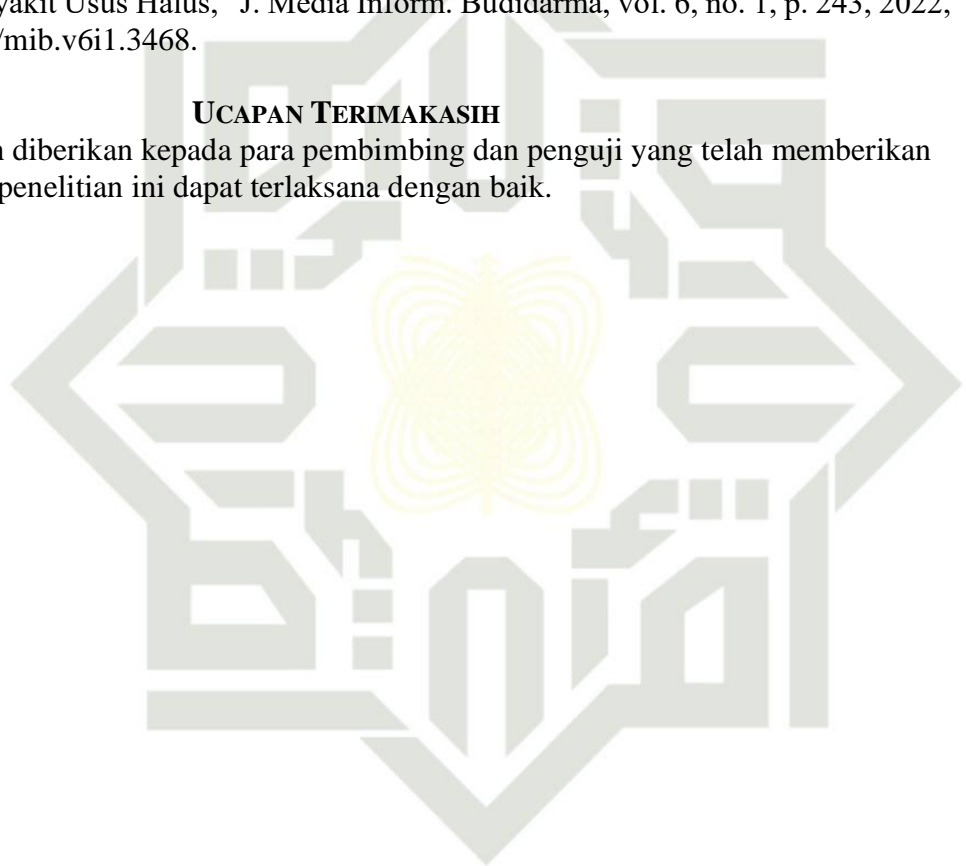 yakit Usus Halus,” J. Media Inform. Budidarma, vol. 6, no. 1, p. 243, 2022,
/mib.v6i1.3468.
UCAPAN TERIMAKASIH
n diberikan kepada para pembimbing dan penguji yang telah memberikan
penelitian ini dapat terlaksana dengan baik.